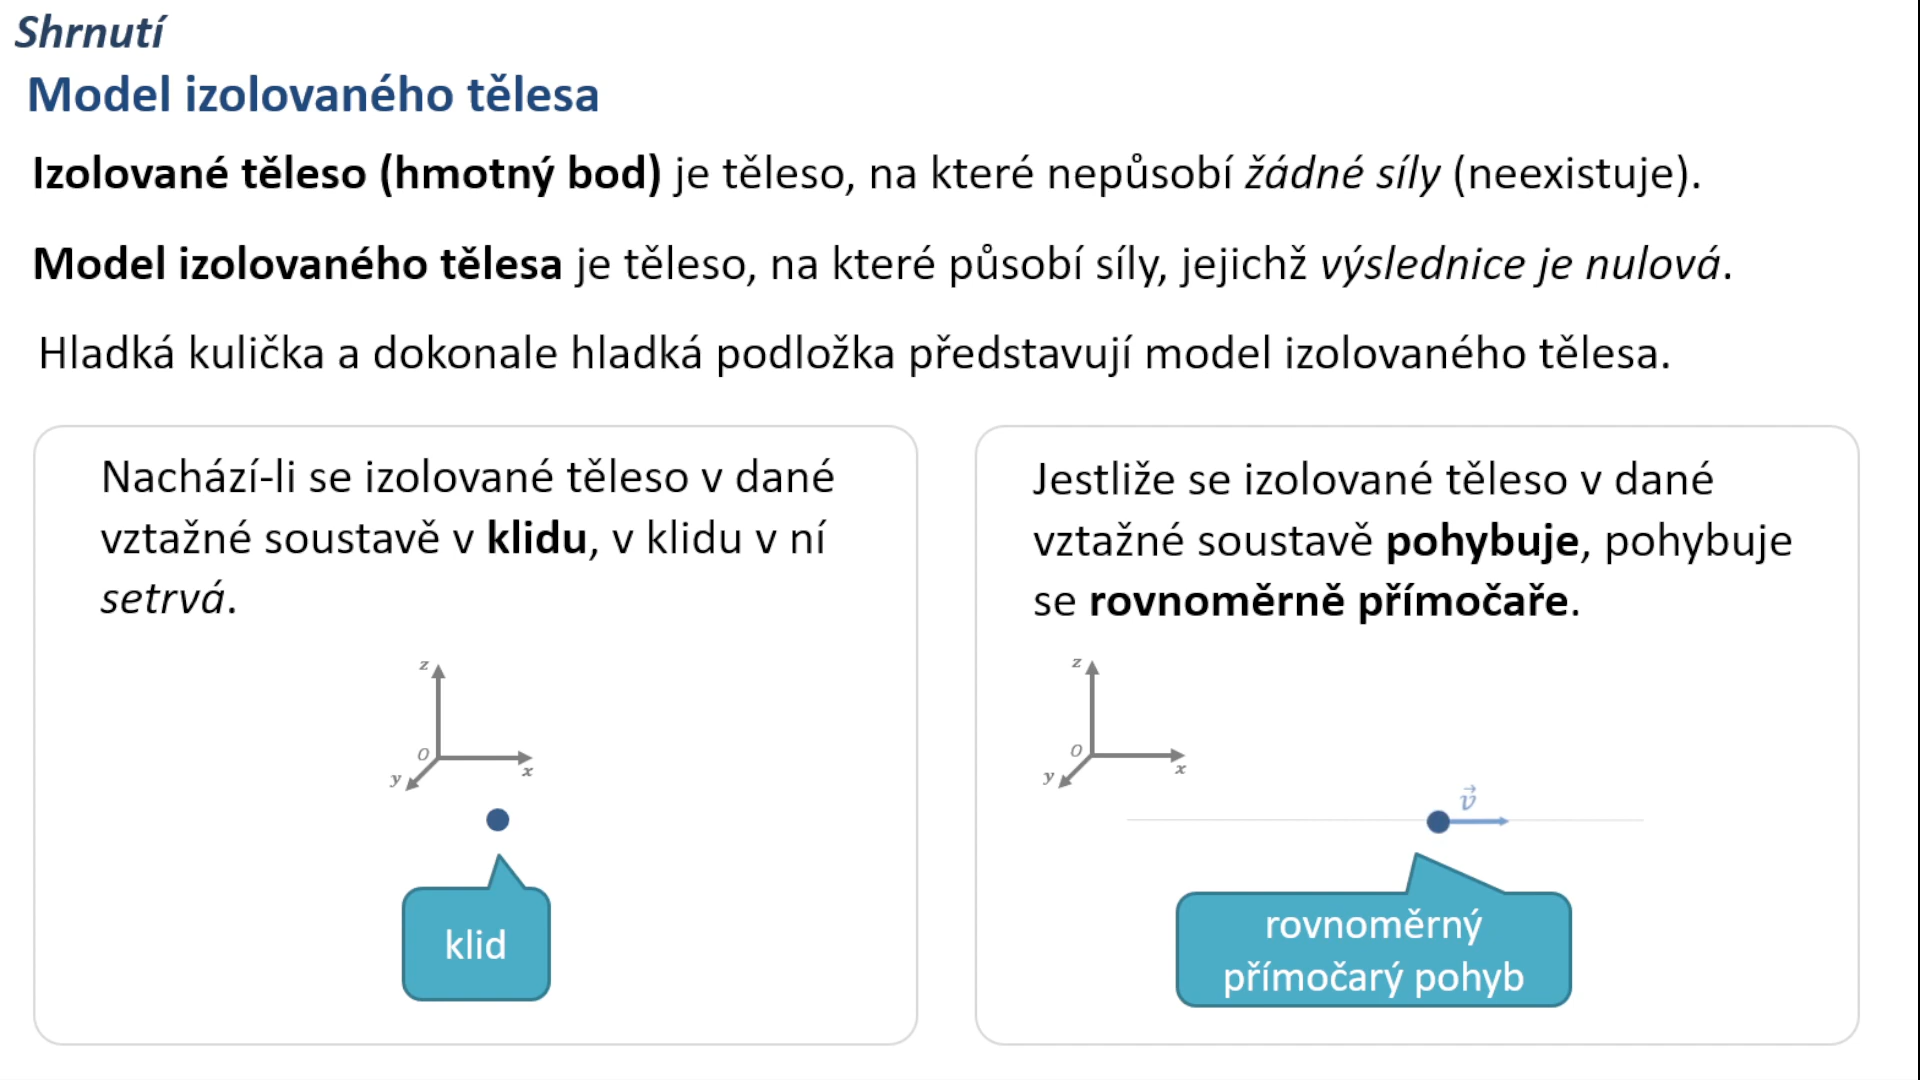 Shrnutí
Model izolovaného tělesa
Izolované těleso (hmotný bod) je těleso, na které nepůsobí žádné síly (neexistuje).
Model izolovaného tělesa je těleso, na které působí síly, jejichž výslednice je nulová.
Hladká kulička a dokonale hladká podložka představují model izolovaného tělesa.
Nachází-li se izolované těleso v dané
vztažné soustavě v klidu, v klidu v ní
setrvá.
z
O
y
x
klid
Jestliže se izolované těleso v dané
vztažné soustavě pohybuje, pohybuje
se rovnoměrně přímočaře.
z
O
y
x
v⃗
rovnoměrný
přímočarý pohyb